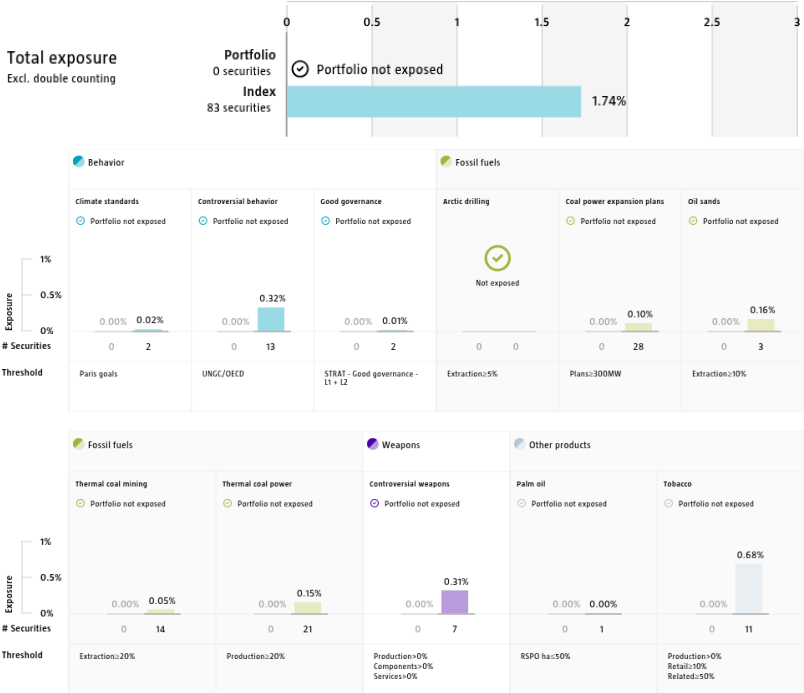 0 0.5 1 1.5 2 2.5 3
Total exposure
Excl. double counting
Portfolio
0 securities
Portfolio not exposed
Index
83 securities
1.74%
Behavior
Fossil fuels
Climate standards
Controversial behavior
Good governance
Arctic drilling
Coal power expansion plans
Oil sands
Portfolio not exposed
Portfolio not exposed
Portfolio not exposed
Portfolio not exposed
Portfolio not exposed
Not exposed
Exposure
1%
0.5%
0%
0.00% 0.02%
0.00% 0.32%
0.00% 0.01%
0.00% 0.10%
0.00% 0.16%
# Securities
0 2
0 13
0 2
0 0
0 28
0 3
Threshold
Paris goals
UNGC/OECD
STRAT - Good governance -
L1 + L2
Extraction≥5%
Plans≥300MW
Extraction≥10%
Fossil fuels
Weapons
Other products
Thermal coal mining
Thermal coal power
Controversial weapons
Palm oil
Tobacco
Portfolio not exposed
Portfolio not exposed
Portfolio not exposed
Portfolio not exposed
Portfolio not exposed
Exposure
1%
0.5%
0%
0.00% 0.05%
0.00% 0.15%
0.00% 0.31%
0.00% 0.00%
0.00% 0.68%
# Securities
0 14
0 21
0 7
0 1
0 11
Threshold
Extraction≥20%
Production≥20%
Production>0%
Components>0%
Services>0%
RSPO ha≤50%
Production>0%
Retail≥10%
Related≥50%